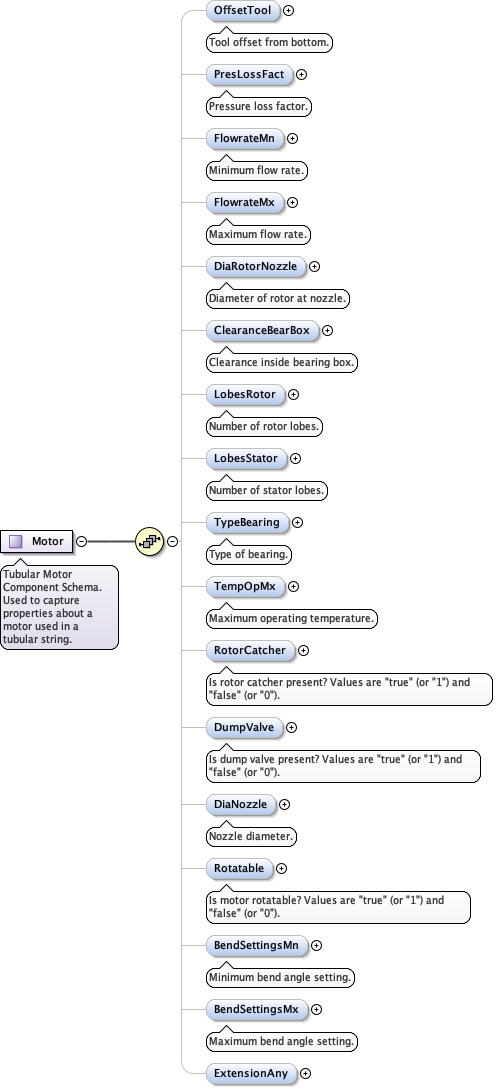 OffsetTool
Tool offset from bottom.
PresLossFact
Pressure loss factor.
FlowrateMn
Minimum flow rate.
FlowrateMx
Maximum flow rate.
DiaRotorNozzle
Diameter of rotor at nozzle.
ClearanceBearBox
Clearance inside bearing box.
LobesRotor
Number of rotor lobes.
LobesStator
Number of stator lobes.
Motor
Tubular Motor
Component Schema.
Used to capture
properties about a
motor used in a
tubular string.
TypeBearing
Type of bearing.
TempOpMx
Maximum operating temperature.
RotorCatcher
Is rotor catcher present? Values are "true" (or "1") and
"false" (or "0").
DumpValve
Is dump valve present? Values are "true" (or "1") and
"false" (or "0").
DiaNozzle
Nozzle diameter.
Rotatable
Is motor rotatable? Values are "true" (or "1") and
"false" (or "0").
BendSettingsMn
Minimum bend angle setting.
BendSettingsMx
Maximum bend angle setting.
ExtensionAny